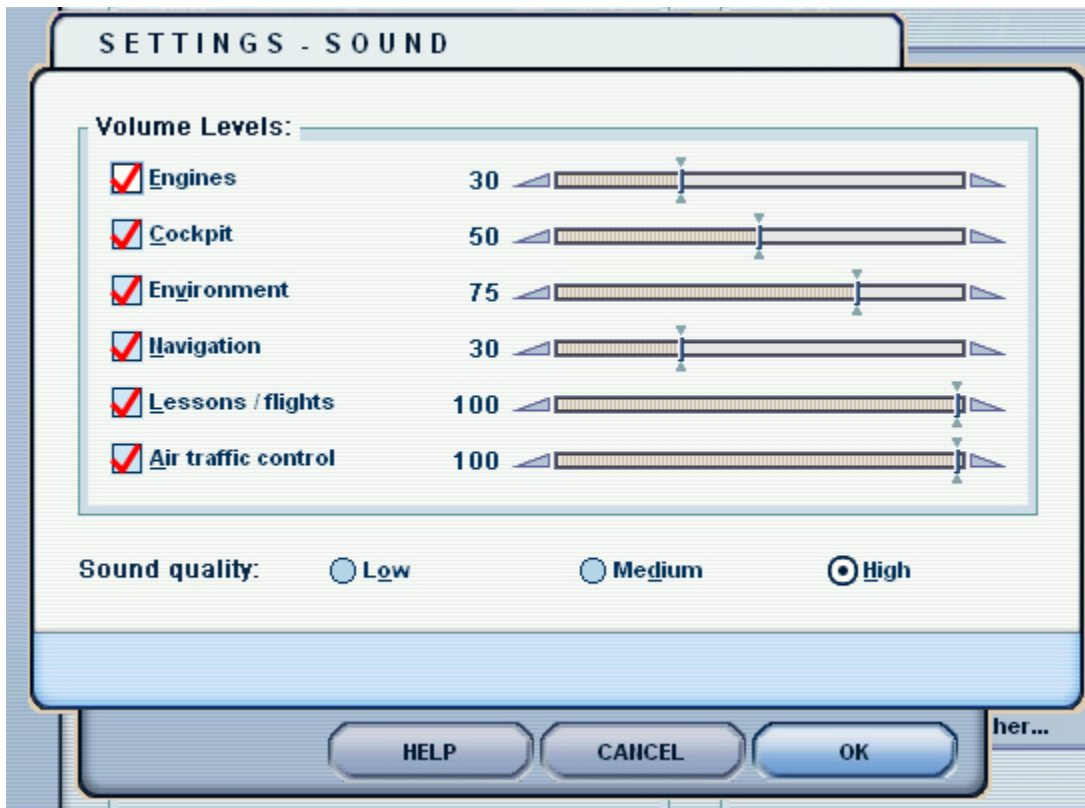 SETTINGS - SOUND
Volume Levels:
Engines 30
Cockpit 50
Environment 75
Navigation 30
Lessons / flights 100
Air traffic control 100
Sound quality: Low Medium High
her...
HELP CANCEL OK